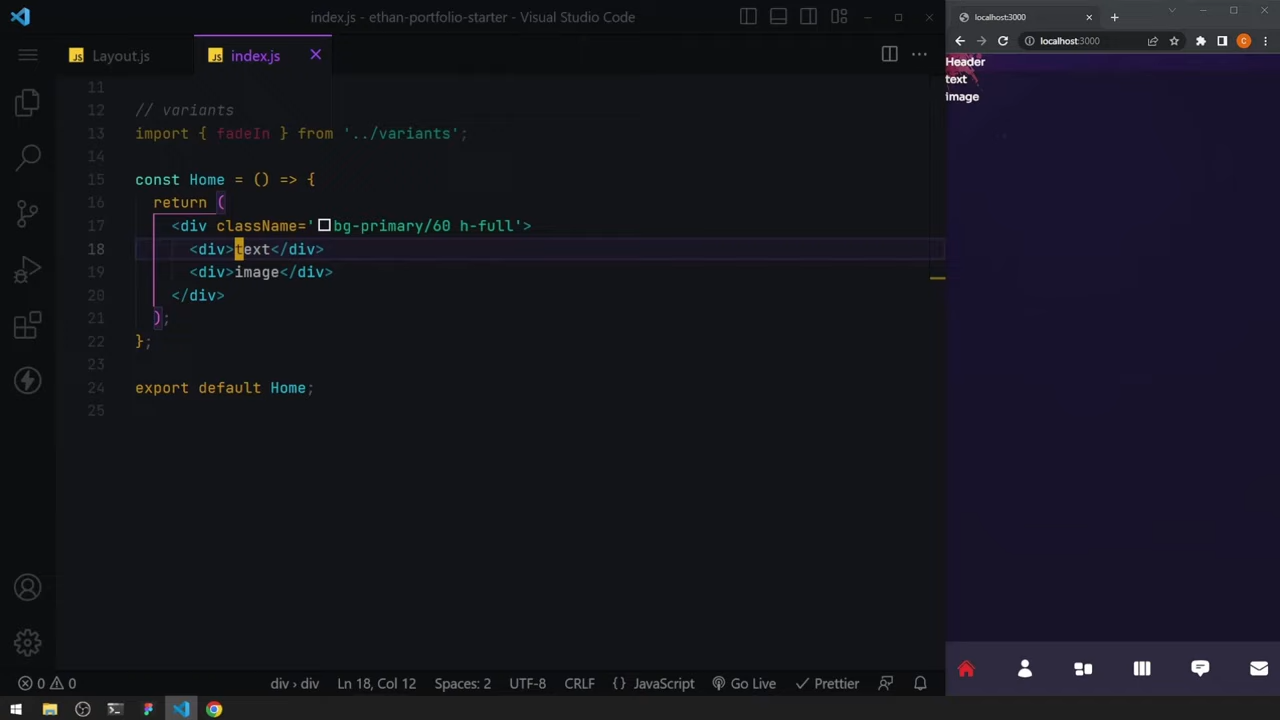 index.js - ethan-portfolio-starter - Visual Studio Code
JS Layout.js
JS index.js
11
12 // variants
13 import { fadeIn } from '../variants';
14
15 const Home = () => {
16 return (
17 <div className='bg-primary/60 h-full'>
18 <div>text</div>
19 <div>image</div>
20 </div>
21 );
22 };
23
24 export default Home;
25
0 0
div › div
Ln 18, Col 12
Spaces: 2
UTF-8
CRLF
{ } JavaScript
Go Live
Prettier
localhost:3000
localhost:3000
C
Header
text
image